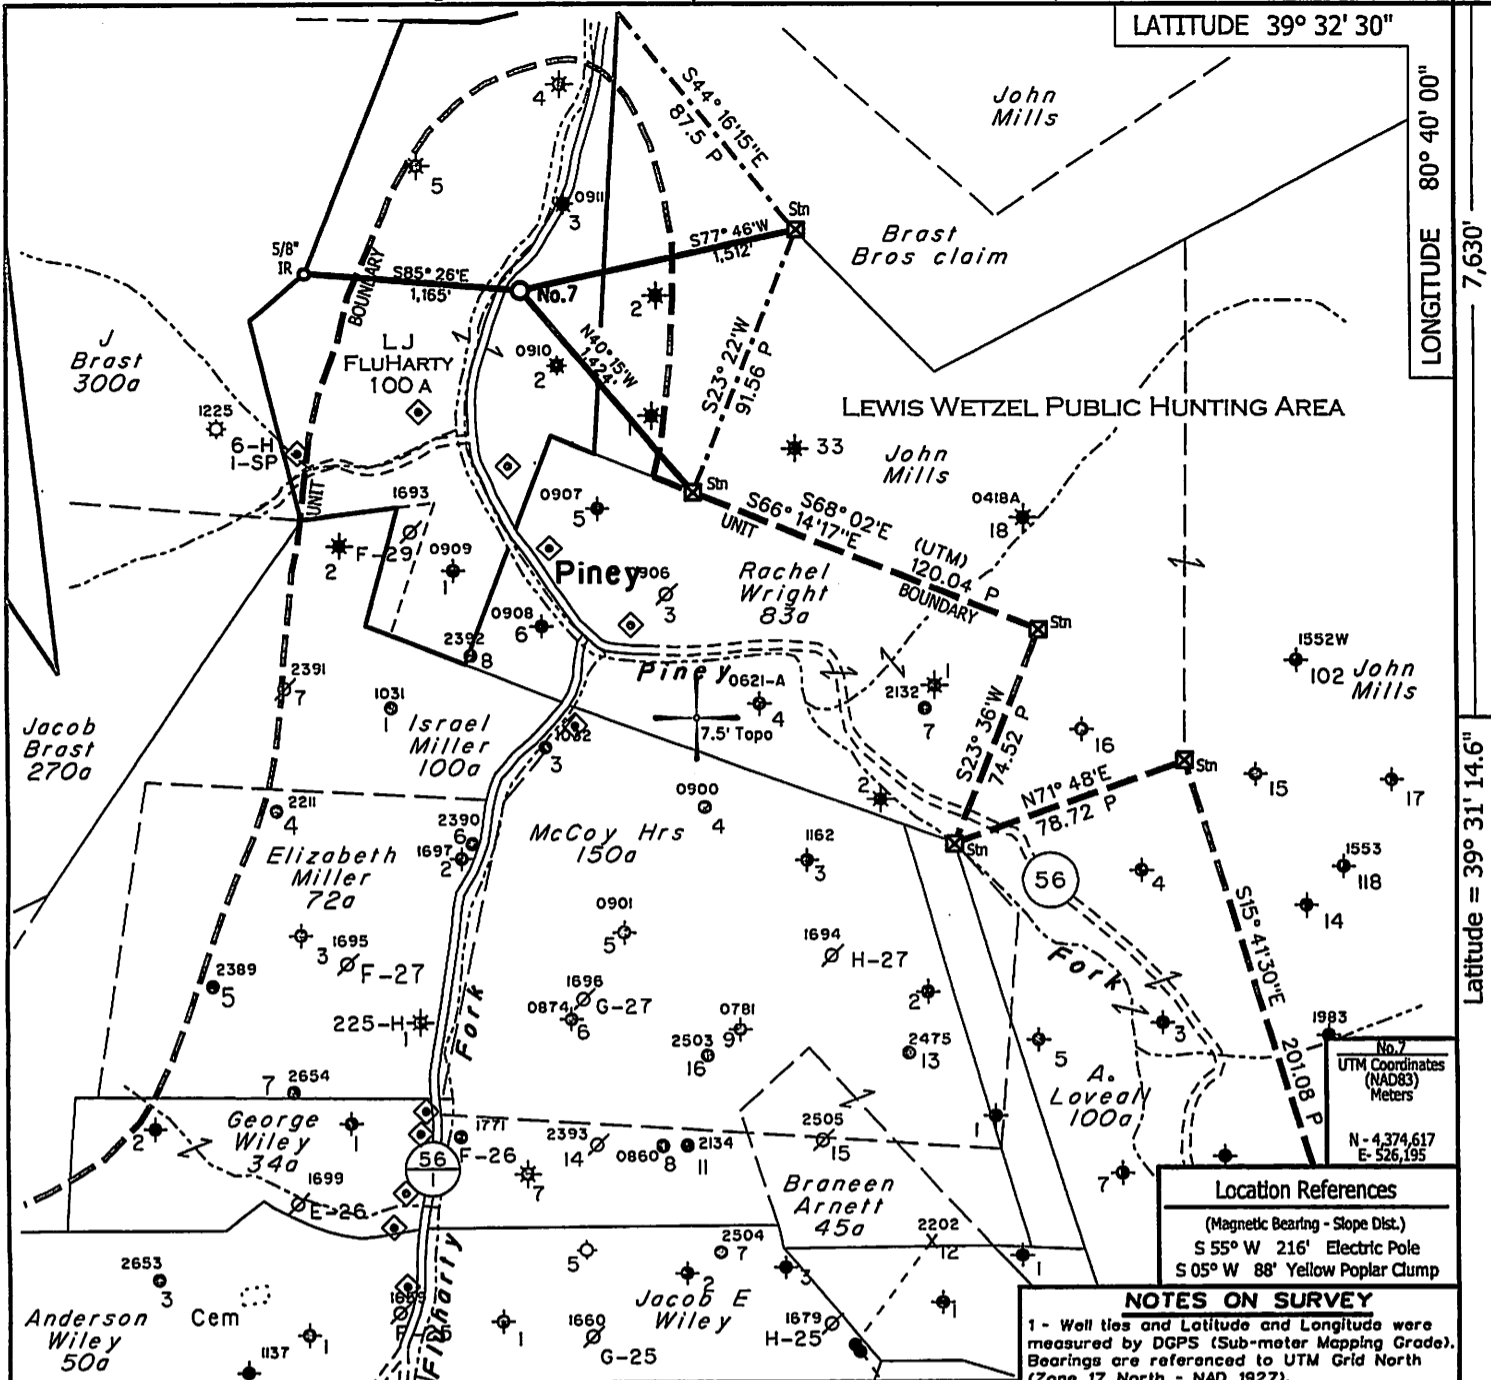 LATITUDE 39° 32' 30"
LONGITUDE 80° 40' 00"
7,630'
Latitude = 39° 31' 14.6"
S44° 16'15"E
87.5 P
John
Mills
4
5
0911
3
Stn
Brast
Bros claim
S77° 46'W
1,512'
5/8"
IR
S85° 26'E
1,165'
No.7
BOUNDARY
2
J
Brast
300a
LJ
FLUHARTY
100 A
0910
2
N40° 15'W
1,424'
1
S23° 22'W
91.56 P
LEWIS WETZEL PUBLIC HUNTING AREA
1225
6-H
1-SP
33
John
Mills
UNIT
1693
0907
5
Stn
S68° 02'E
S66° 14'17"E
(UTM)
120.04 P
UNIT
BOUNDARY
0418A
18
F-29
2
0909
1
Piney
0906
3
Rachel
Wright
83a
0908
6
2392
8
Stn
1552W
102
John
Mills
Piney
2391
7
1031
1
Israel
Miller
100a
0621-A
4
7.5' Topo
1
2132
7
S23° 36'W
74.52 P
16
Jacob
Brast
270a
1032
3
Stn
15
17
N71° 48'E
78.72 P
2
2211
4
2390
6
1697
2
McCoy Hrs
150a
0900
4
1162
3
Stn
56
4
1553
118
14
Elizabeth
Miller
72a
0901
5
1694
H-27
S15° 41'30"E
201.08 P
3
1695
F-27
2389
5
1696
G-27
0874
6
0781
9
2
Fork
3
1983
225-H
1
Fork
2503
16
2475
13
5
A.
Loveall
100a
No.7
UTM Coordinates
(NAD83)
Meters
N - 4,374,617
E- 526,195
7
2654
George
Wiley
34a
2
1
1771
F-26
7
2393
14
0860
8
2134
11
2505
15
1
7
56
1
1699
E-26
Braneen
Arnett
45a
2202
12
Location References
(Magnetic Bearing - Slope Dist.)
S 55° W 216' Electric Pole
S 05° W 88' Yellow Poplar Clump
2653
3
Cem
5
2504
7
2
3
1
Jacob E
Wiley
1
Anderson
Wiley
50a
1
1137
Fluharty
1
1660
G-25
1679
H-25
NOTES ON SURVEY
1 - Well ties and Latitude and Longitude were
measured by DGPS (Sub-meter Mapping Grade).
Bearings are referenced to UTM Grid North
(Zone 17 North - NAD 1927).